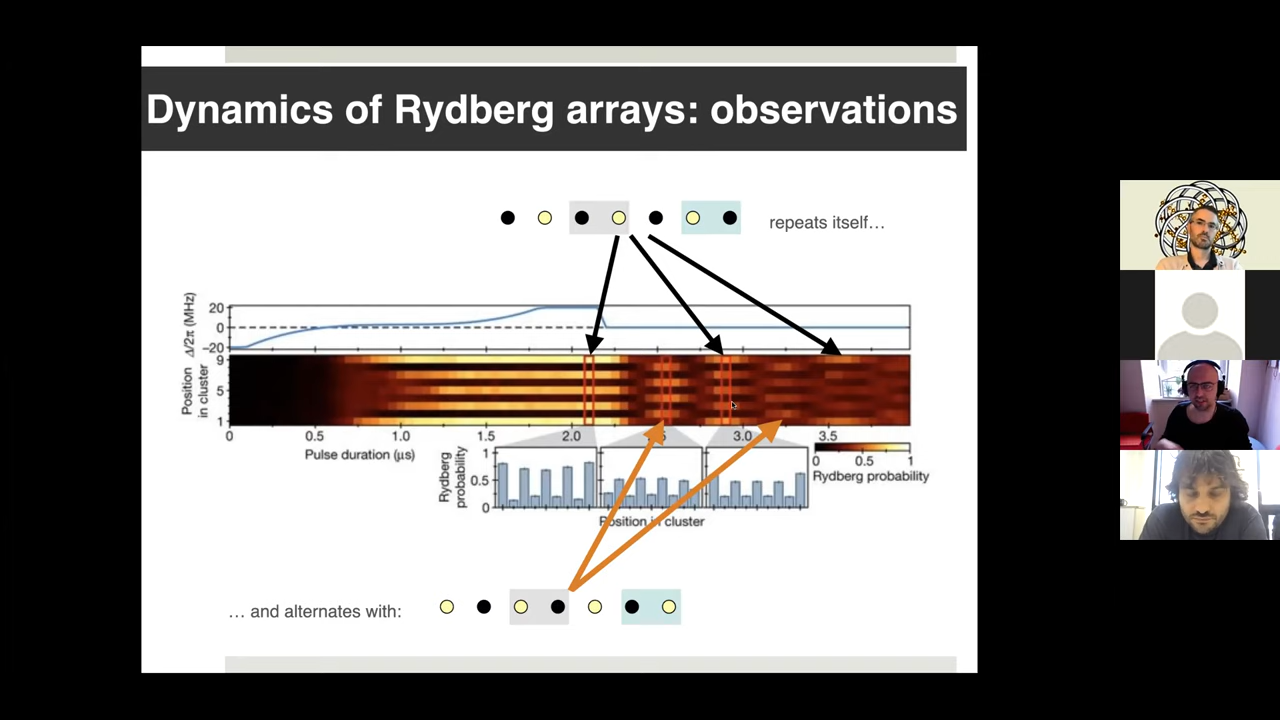 Dynamics of Rydberg arrays: observations
repeats itself…
Δ/2π (MHz)
20
0
−20
Position
in cluster
9
5
1
0
0.5
1.0
1.5
2.0
3.0
3.5
Pulse duration (μs)
0
0.5
1
Rydberg probability
Rydberg
probability
1
0.5
0
Position in cluster
… and alternates with: